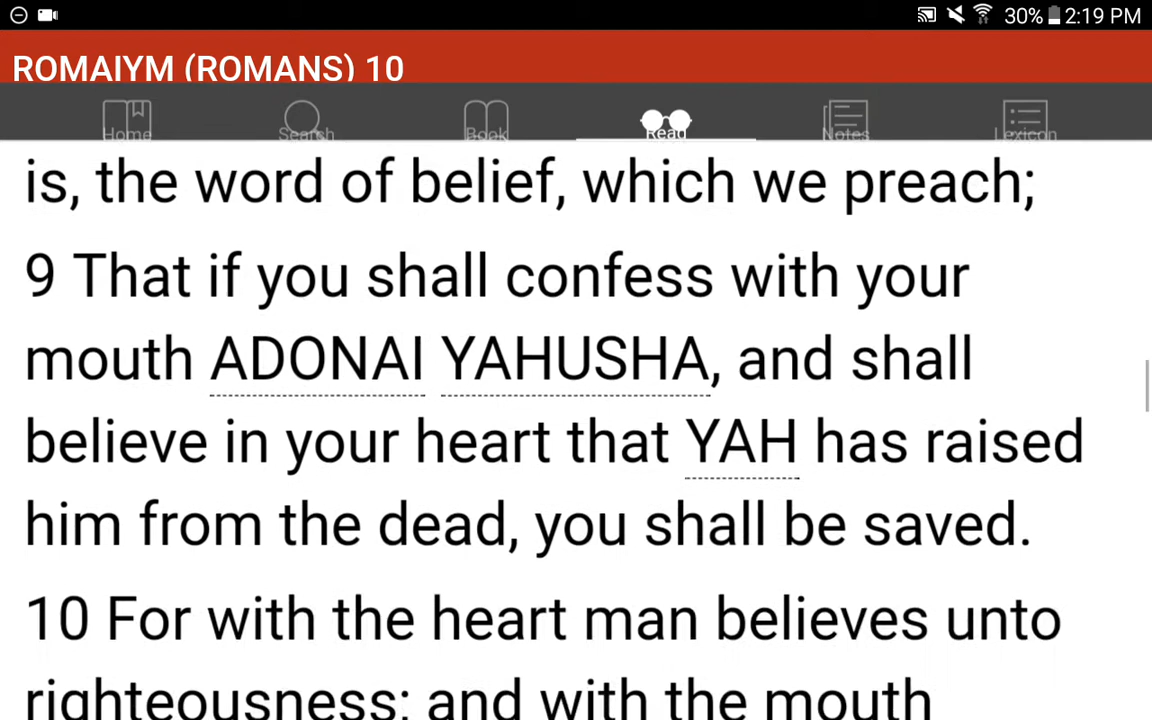 30% 2:19 PM
ROMAIYM (ROMANS) 10
Home Search Book Read Notes Lexicon
is, the word of belief, which we preach;
9 That if you shall confess with your
mouth ADONAI YAHUSHA, and shall
believe in your heart that YAH has raised
him from the dead, you shall be saved.
10 For with the heart man believes unto
righteousness; and with the mouth